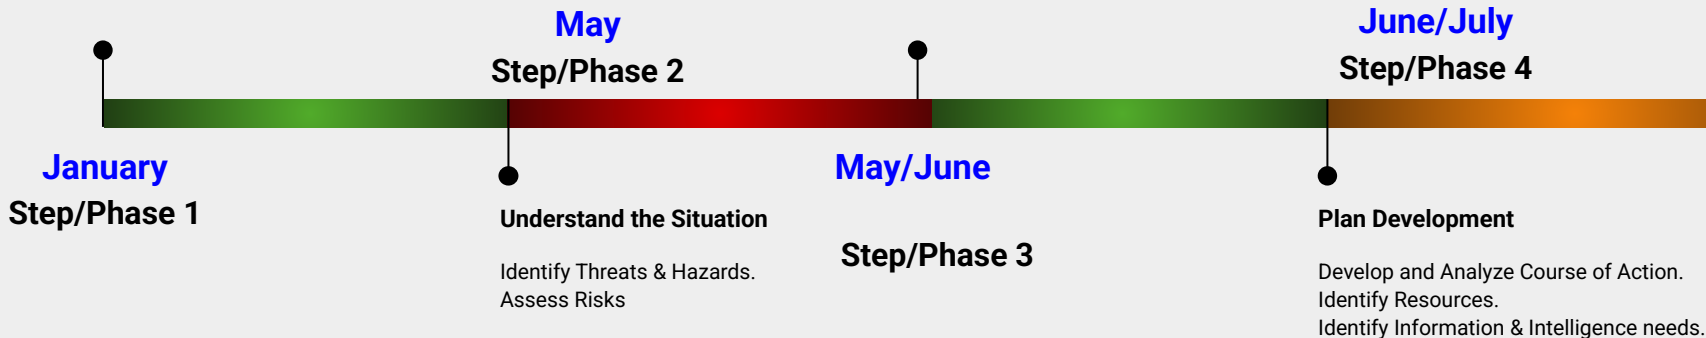 January
Step/Phase 1
May
Step/Phase 2
Understand the Situation
Identify Threats & Hazards.
Assess Risks
May/June
Step/Phase 3
June/July
Step/Phase 4
Plan Development
Develop and Analyze Course of Action.
Identify Resources.
Identify Information & Intelligence needs.